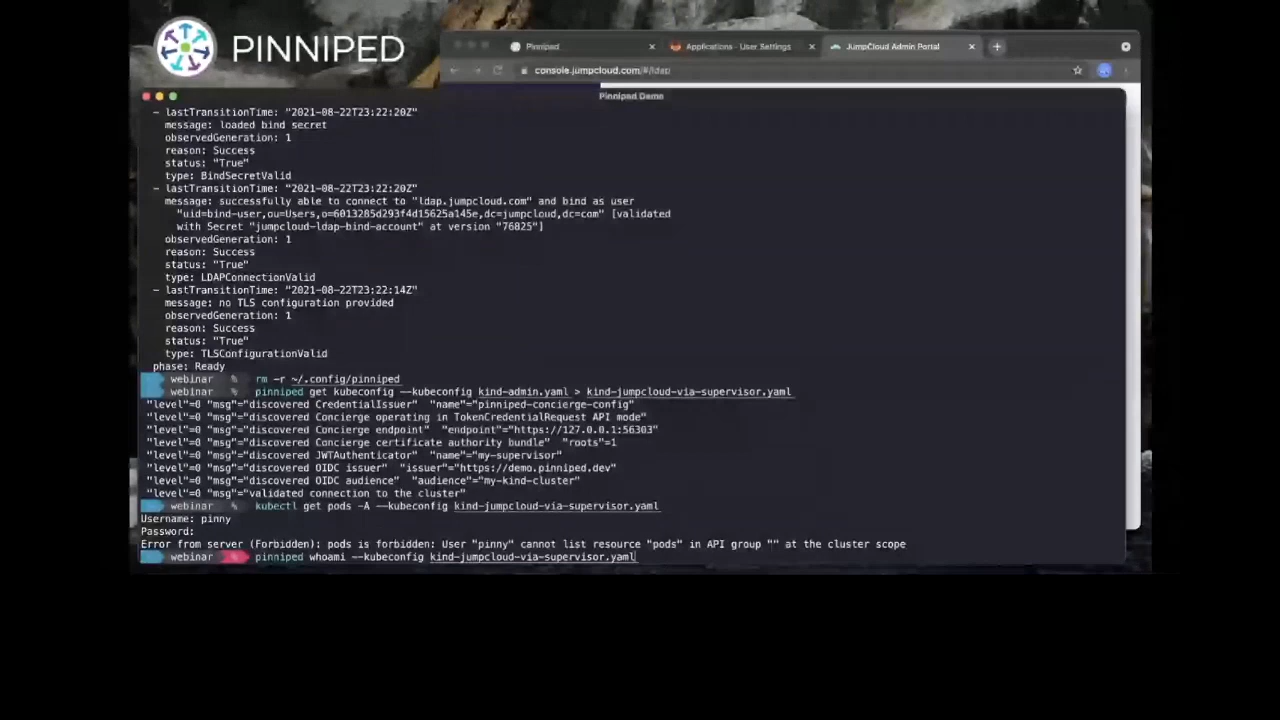 PINNIPED
Pinniped
Applications - User Settings
JumpCloud Admin Portal
console.jumpcloud.com/#/ldap
Pinniped Demo
- lastTransitionTime: "2021-08-22T23:22:20Z"
message: loaded bind secret
observedGeneration: 1
reason: Success
status: "True"
type: BindSecretValid
- lastTransitionTime: "2021-08-22T23:22:20Z"
message: successfully able to connect to "ldap.jumpcloud.com" and bind as user
"uid=bind-user,ou=Users,o=6013285d293f4d15625a145e,dc=jumpcloud,dc=com" [validated
with Secret "jumpcloud-ldap-bind-account" at version "76825"]
observedGeneration: 1
reason: Success
status: "True"
type: LDAPConnectionValid
- lastTransitionTime: "2021-08-22T23:22:14Z"
message: no TLS configuration provided
observedGeneration: 1
reason: Success
status: "True"
type: TLSConfigurationValid
phase: Ready
webinar % rm -r ~/.config/pinniped
webinar % pinniped get kubeconfig --kubeconfig kind-admin.yaml > kind-jumpcloud-via-supervisor.yaml
"level"=0 "msg"="discovered CredentialIssuer" "name"="pinniped-concierge-config"
"level"=0 "msg"="discovered Concierge operating in TokenCredentialRequest API mode"
"level"=0 "msg"="discovered Concierge endpoint" "endpoint"="https://127.0.0.1:56303"
"level"=0 "msg"="discovered Concierge certificate authority bundle" "roots"=1
"level"=0 "msg"="discovered JWTAuthenticator" "name"="my-supervisor"
"level"=0 "msg"="discovered OIDC issuer" "issuer"="https://demo.pinniped.dev"
"level"=0 "msg"="discovered OIDC audience" "audience"="my-kind-cluster"
"level"=0 "msg"="validated connection to the cluster"
webinar % kubectl get pods -A --kubeconfig kind-jumpcloud-via-supervisor.yaml
Username: pinny
Password:
Error from server (Forbidden): pods is forbidden: User "pinny" cannot list resource "pods" in API group "" at the cluster scope
webinar % pinniped whoami --kubeconfig kind-jumpcloud-via-supervisor.yaml